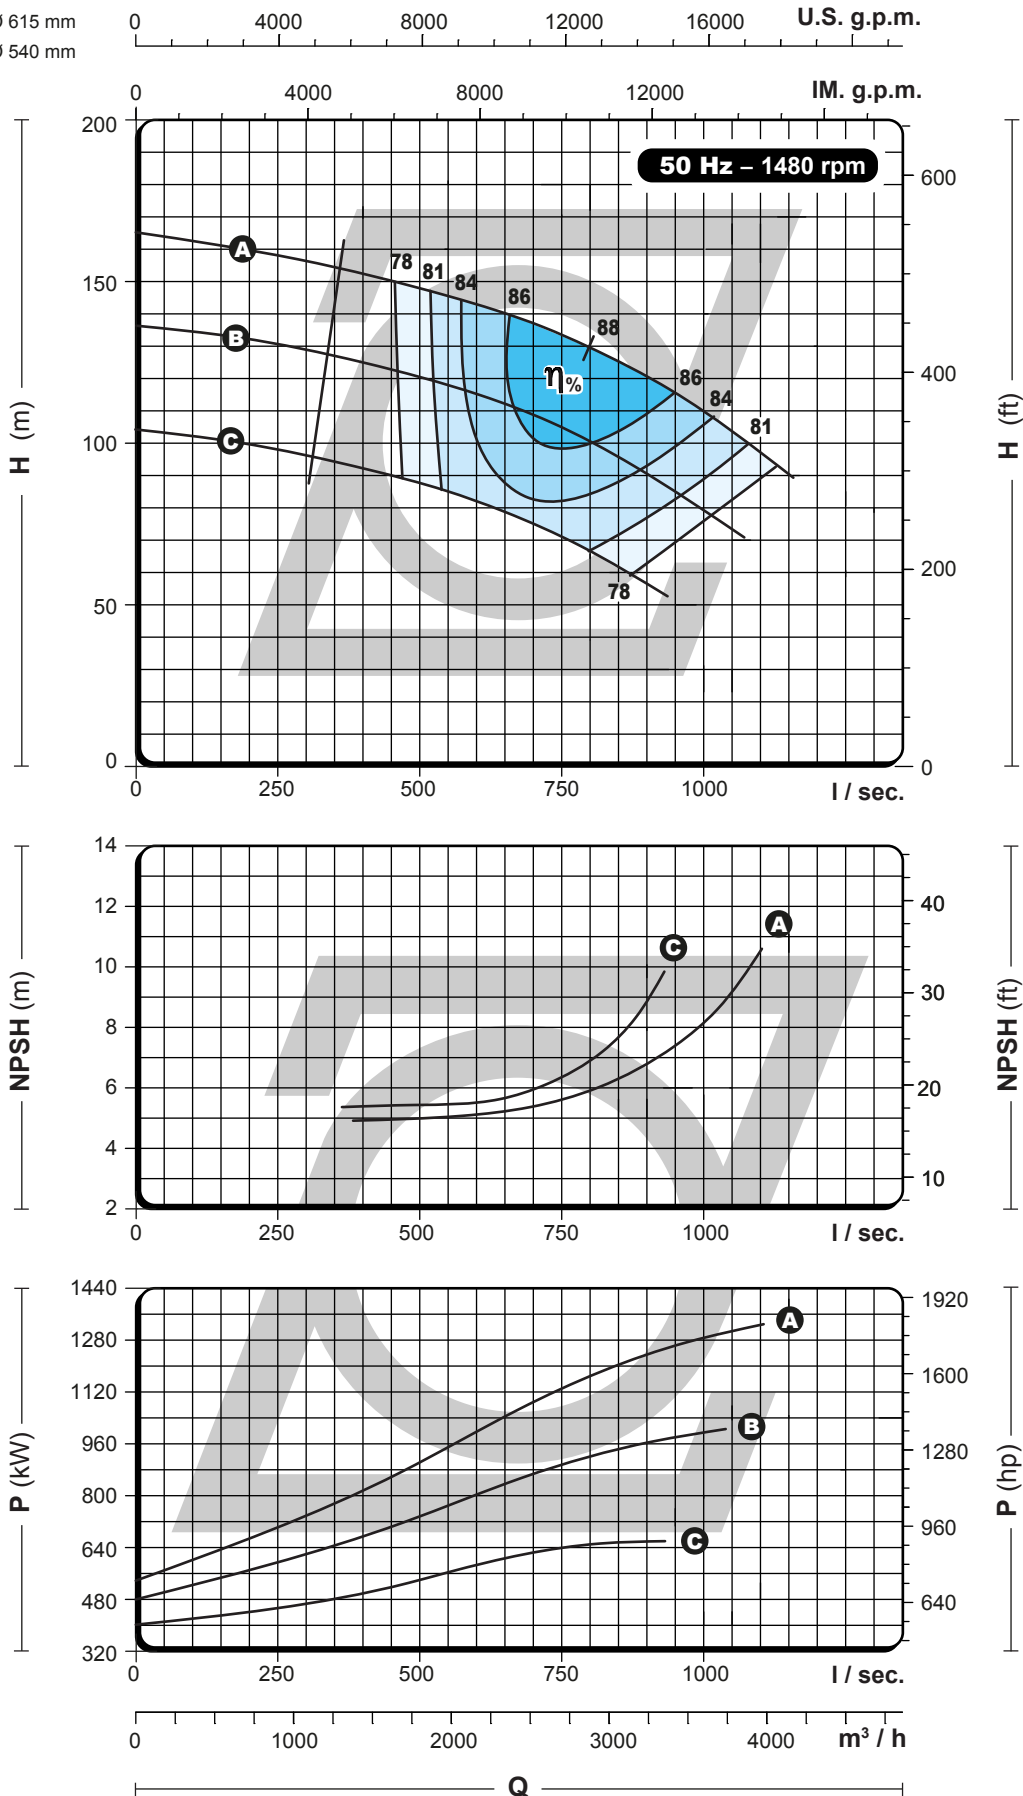 Ø 615 mm
Ø 540 mm
0 4000 8000 12000 16000 U.S. g.p.m.
0 4000 8000 12000 IM. g.p.m.
50 Hz – 1480 rpm
H (m)
200
150
100
50
0
H (ft)
600
400
200
0
A
B
C
78
81
84
86
88
86
84
81
78
η%
0 250 500 750 1000 l / sec.
NPSH (m)
14
12
10
8
6
4
2
NPSH (ft)
40
30
20
10
C
A
0 250 500 750 1000 l / sec.
P (kW)
1440
1280
1120
960
800
640
480
320
P (hp)
1920
1600
1280
960
640
A
B
C
0 250 500 750 1000 l / sec.
0 1000 2000 3000 4000 m³ / h
Q